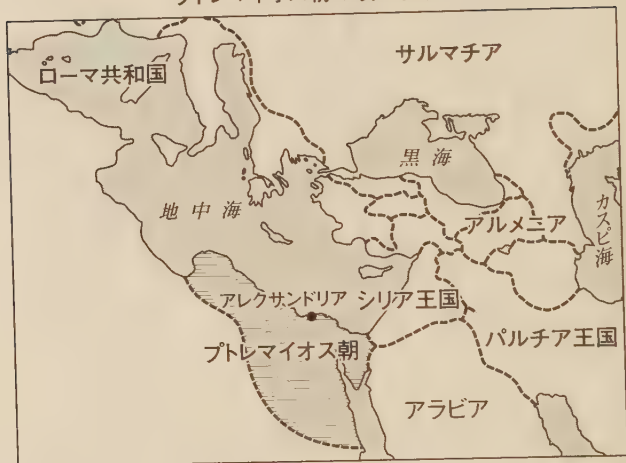 ローマ共和国
サルマチア
黒海
カスピ海
地中海
アルメニア
アレクサンドリア
シリア王国
プトレマイオス朝
パルチア王国
アラビア